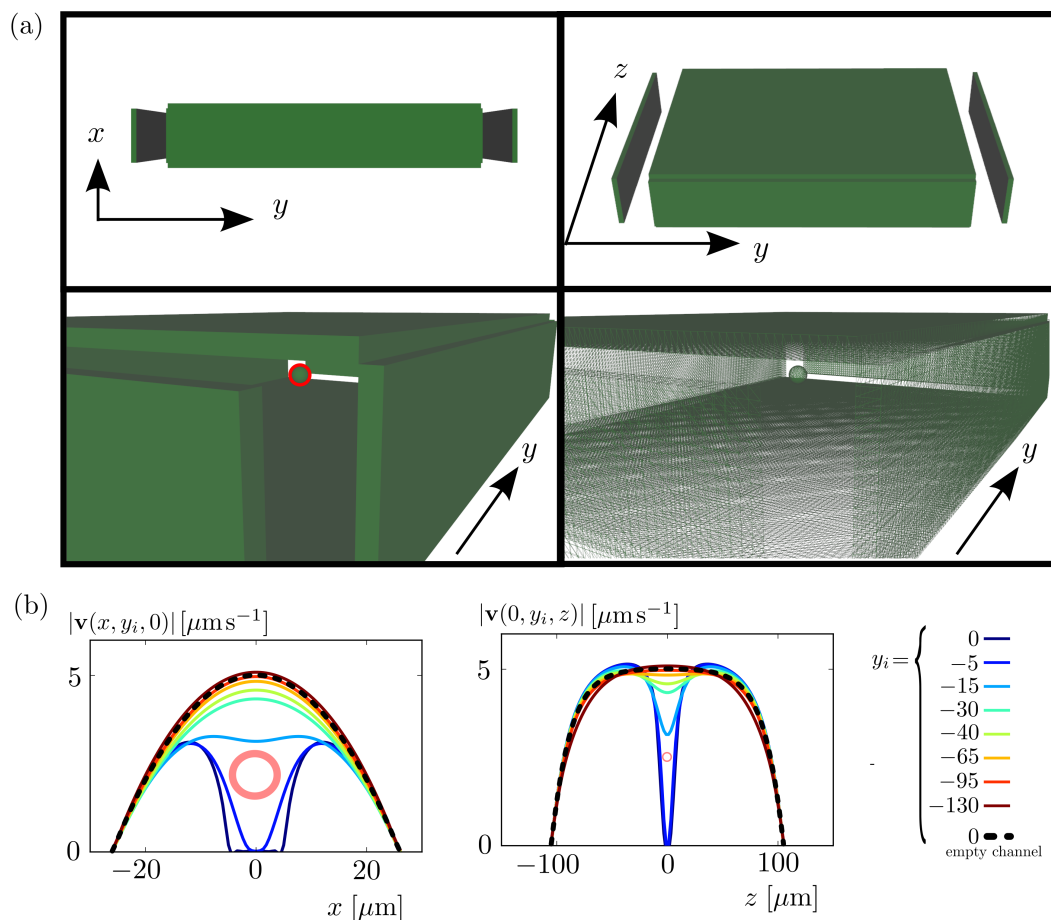 (a)
x
y
z
y
y
y
(b)
|v(x, y_i, 0)| [μm s⁻¹]
5
0
−20
0
20
x [μm]
|v(0, y_i, z)| [μm s⁻¹]
5
0
−100
0
100
z [μm]
y_i =
0
−5
−15
−30
−40
−65
−95
−130
0
empty channel
-